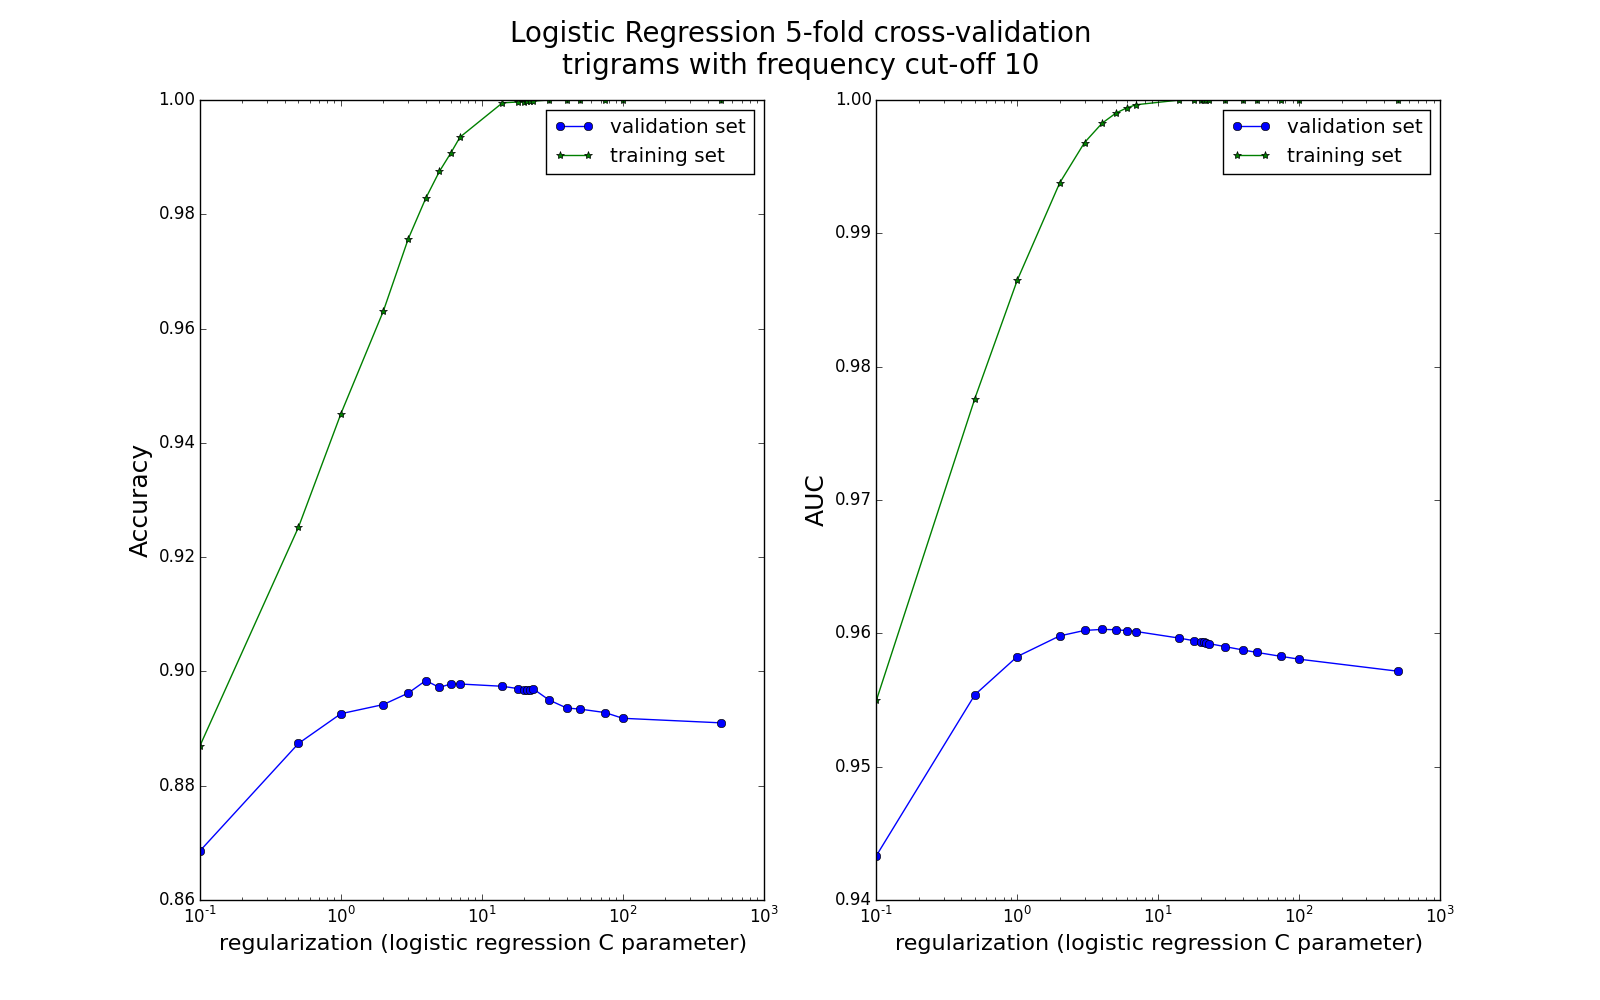 Logistic Regression 5-fold cross-validation
trigrams with frequency cut-off 10
1.00
0.98
0.96
0.94
0.92
0.90
0.88
0.86
Accuracy
validation set
training set
10⁻¹ 10⁰ 10¹ 10² 10³
regularization (logistic regression C parameter)
1.00
0.99
0.98
0.97
0.96
0.95
0.94
AUC
validation set
training set
10⁻¹ 10⁰ 10¹ 10² 10³
regularization (logistic regression C parameter)